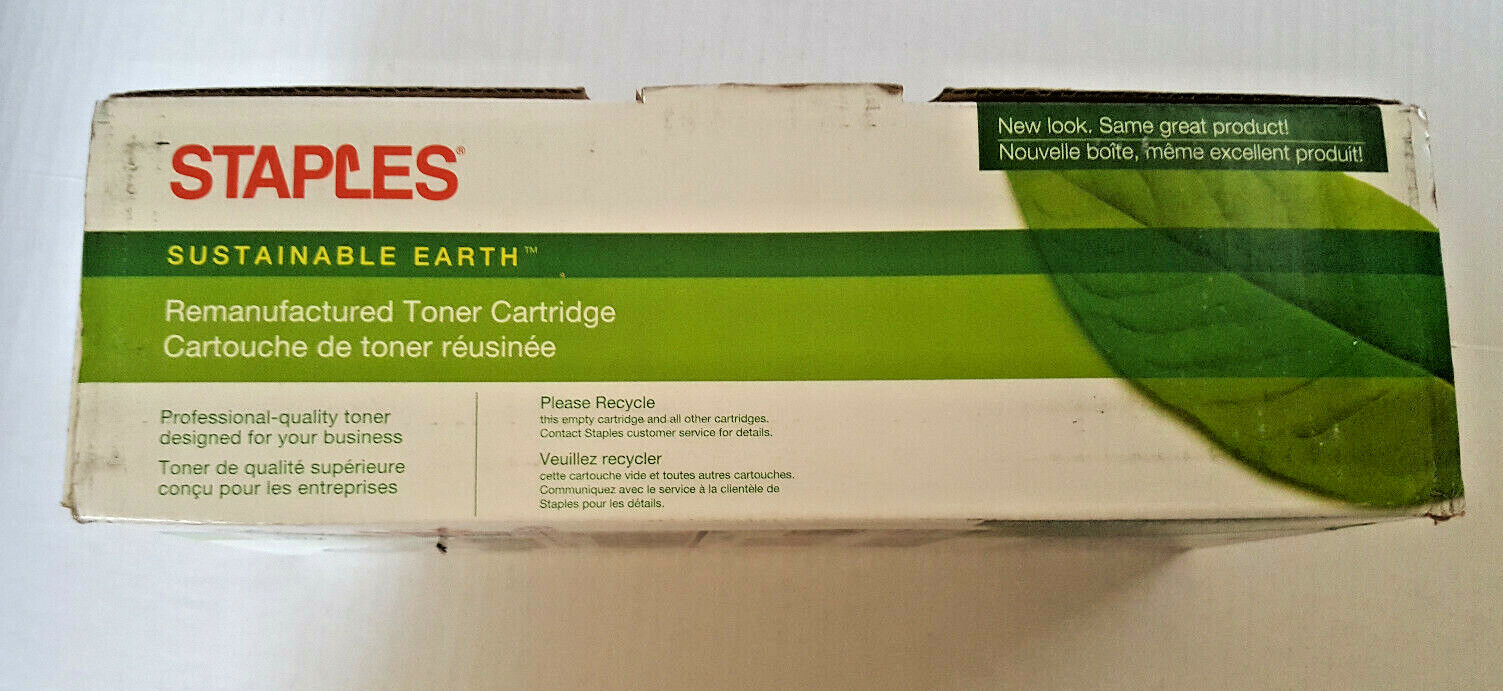 STAPLES®
New look. Same great product!
Nouvelle boîte, même excellent produit!
SUSTAINABLE EARTH™
Remanufactured Toner Cartridge
Cartouche de toner réusinée
Professional-quality toner
designed for your business
Toner de qualité supérieure
conçu pour les entreprises
Please Recycle
this empty cartridge and all other cartridges.
Contact Staples customer service for details.
Veuillez recycler
cette cartouche vide et toutes autres cartouches.
Communiquez avec le service à la clientèle de
Staples pour les détails.